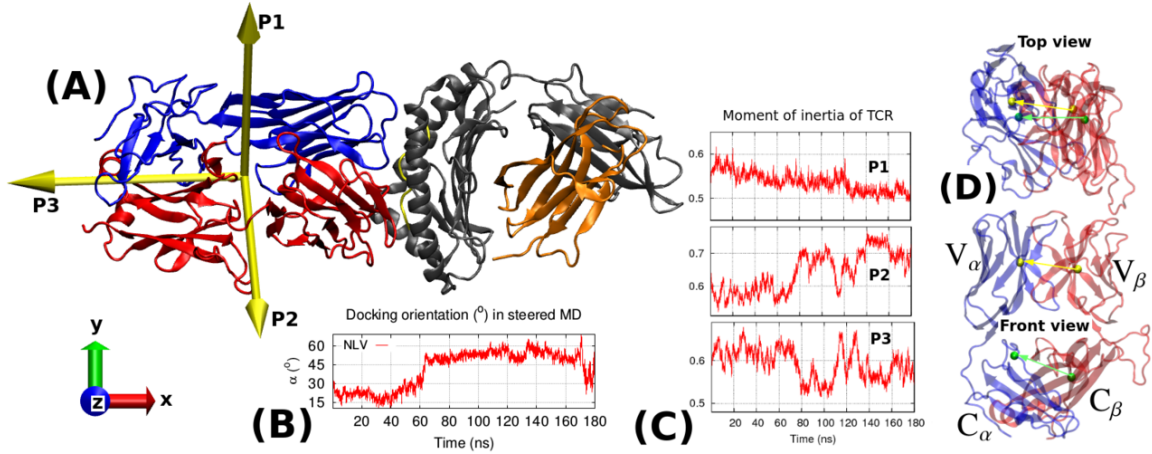 P1
(A)
P3
P2
y
z
x
Docking orientation (°) in steered MD
NLV
α (°)
60
45
30
15
20 40 60 80 100 120 140 160 180
Time (ns)
(B)
Moment of inertia of TCR
P1
0.6
0.5
P2
0.7
0.6
P3
0.6
0.5
20 40 60 80 100 120 140 160 180
Time (ns)
(C)
Top view
(D)
Vα
Vβ
Front view
Cα
Cβ